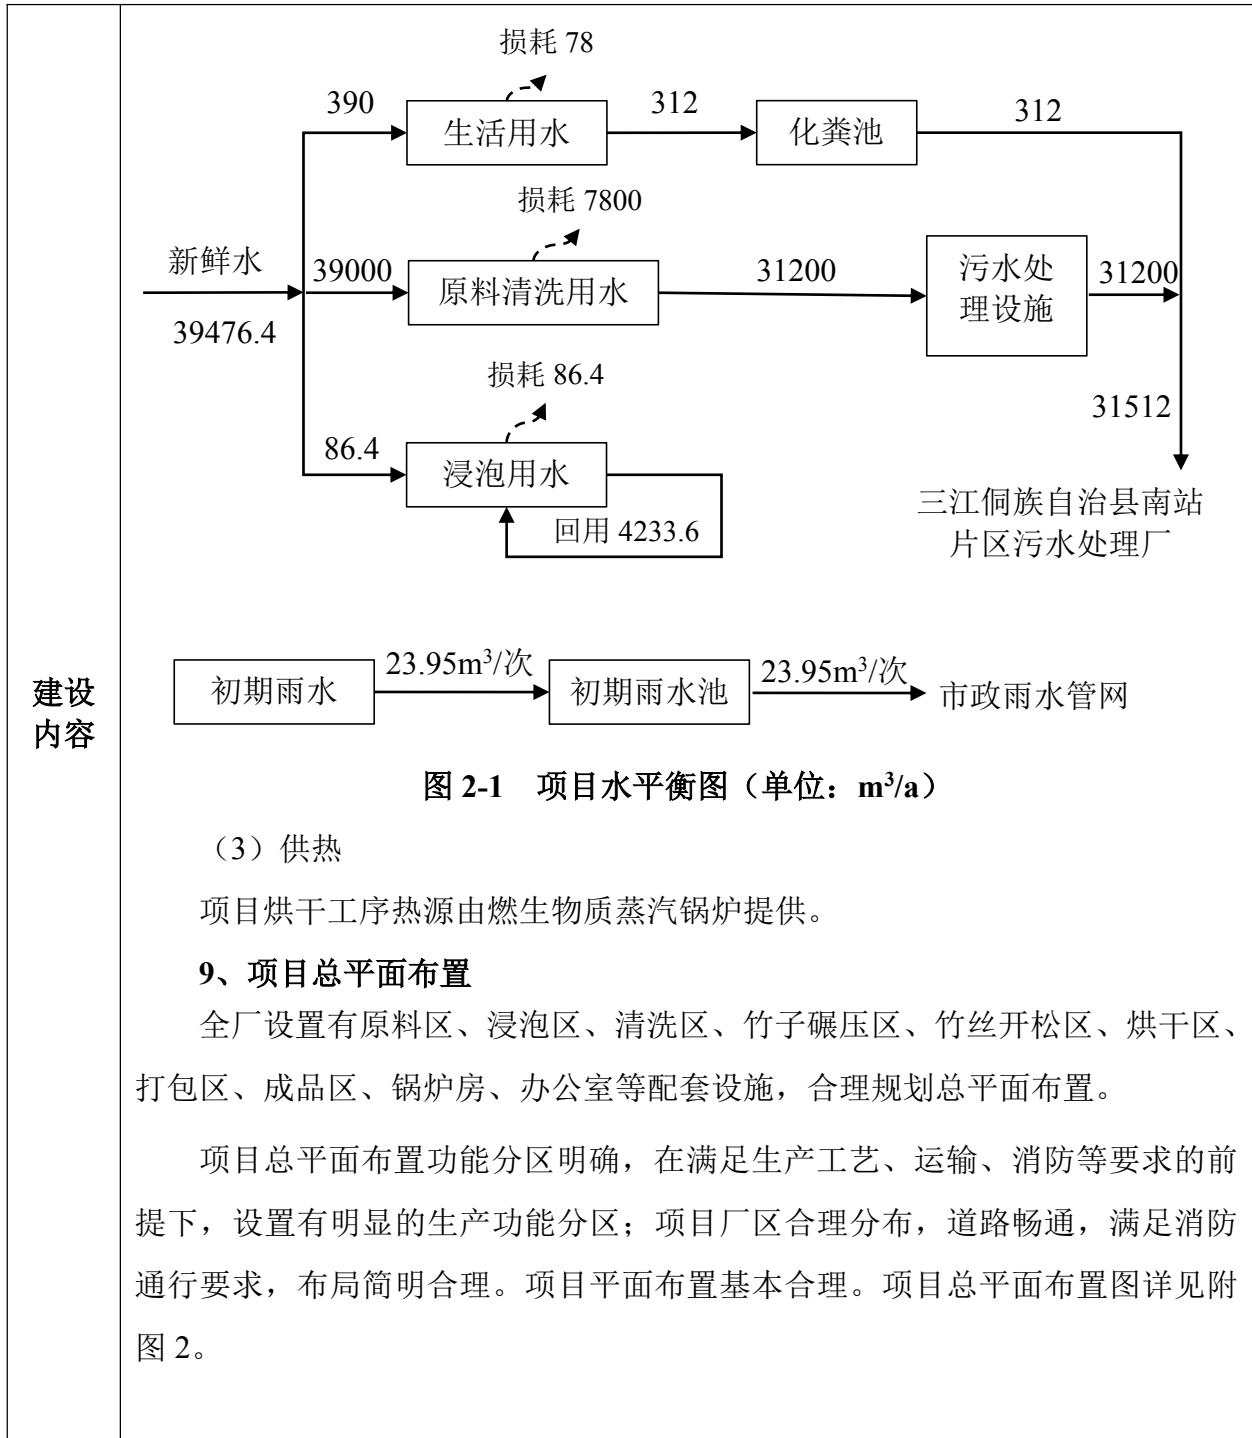 建设
内容
损耗 78
390
生活用水
312
化粪池
312
损耗 7800
新鲜水
39476.4
39000
原料清洗用水
31200
污水处
理设施
31200
损耗 86.4
86.4
浸泡用水
回用 4233.6
31512
三江侗族自治县南站
片区污水处理厂
初期雨水
23.95m³/次
初期雨水池
23.95m³/次
市政雨水管网
图 2-1 项目水平衡图（单位：m³/a）
（3）供热
项目烘干工序热源由燃生物质蒸汽锅炉提供。
9、项目总平面布置
全厂设置有原料区、浸泡区、清洗区、竹子碾压区、竹丝开松区、烘干区、
打包区、成品区、锅炉房、办公室等配套设施，合理规划总平面布置。
项目总平面布置功能分区明确，在满足生产工艺、运输、消防等要求的前
提下，设置有明显的生产功能分区；项目厂区合理分布，道路畅通，满足消防
通行要求，布局简明合理。项目平面布置基本合理。项目总平面布置图详见附
图 2。